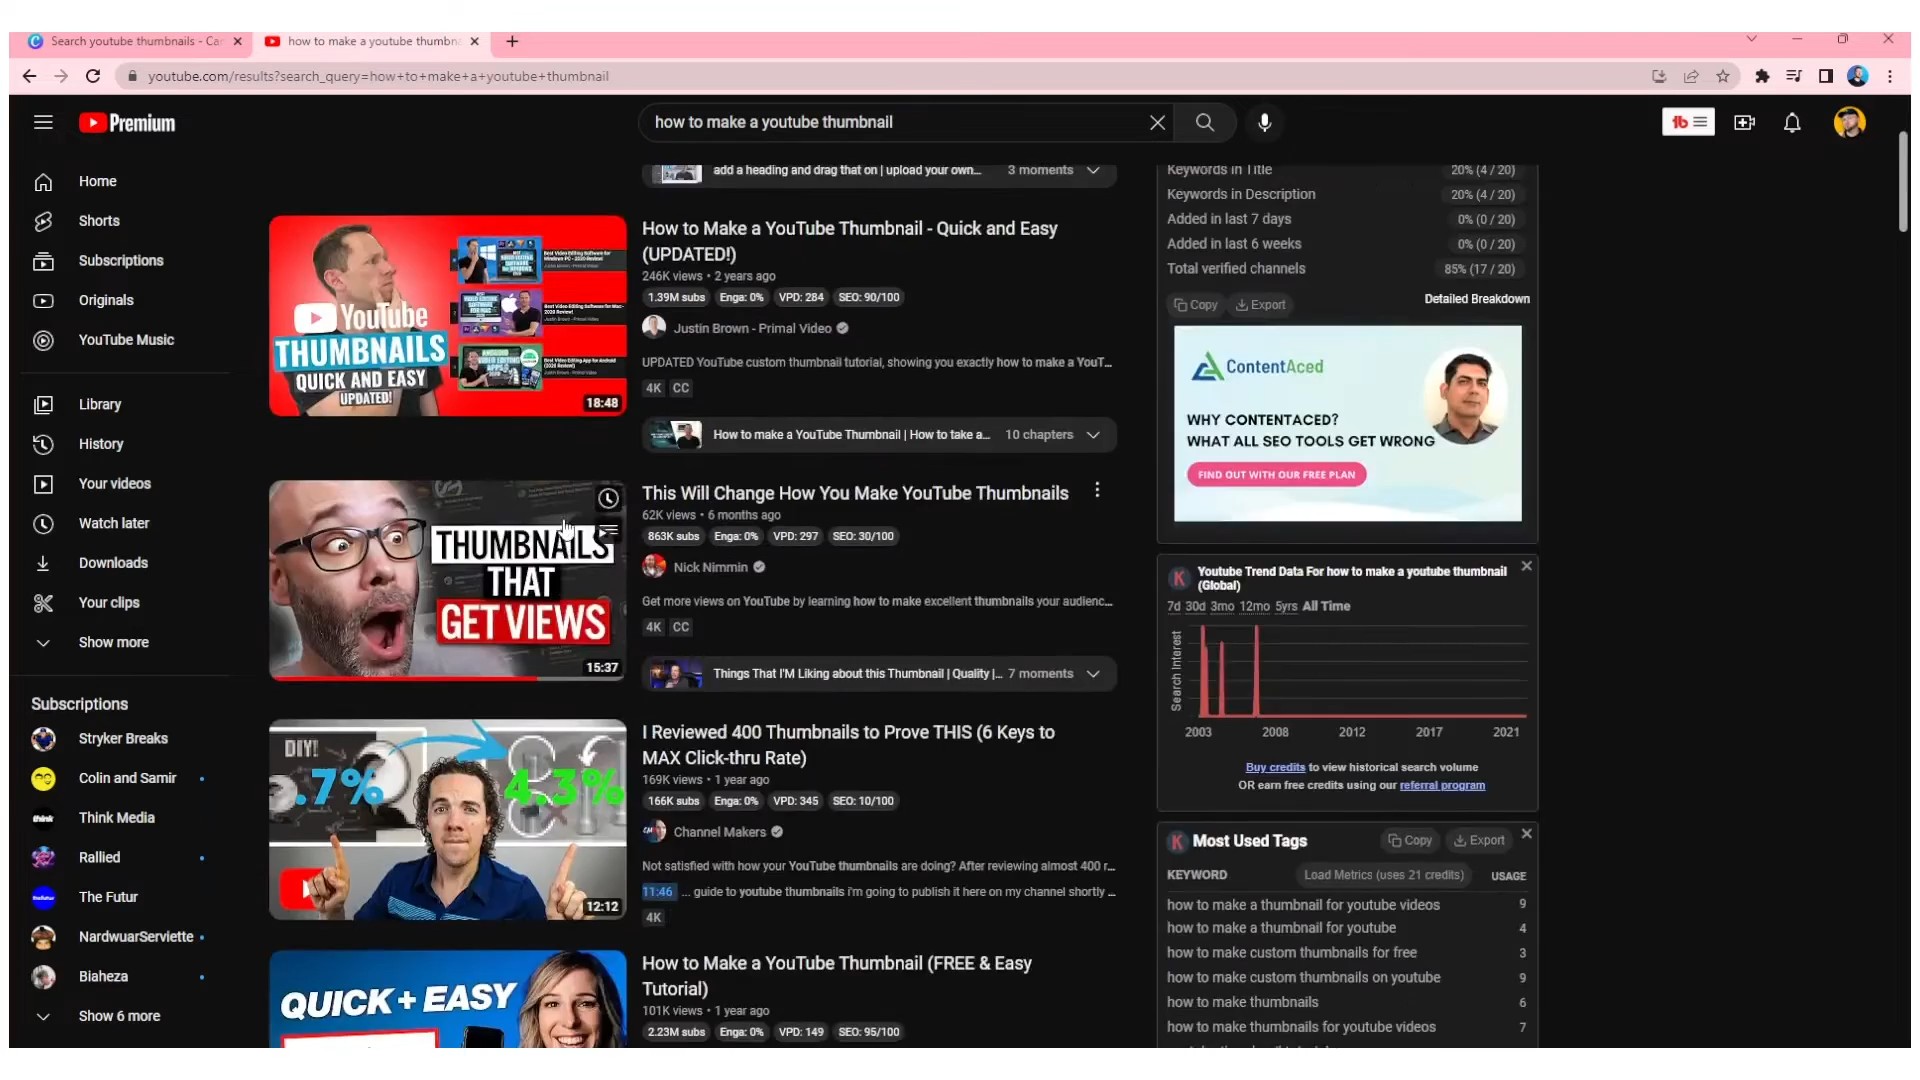 Search youtube thumbnails - Ca
how to make a youtube thumbn
youtube.com/results?search_query=how+to+make+a+youtube+thumbnail
Premium
how to make a youtube thumbnail
tb
Home
Shorts
Subscriptions
Originals
YouTube Music
Library
History
Your videos
Watch later
Downloads
Your clips
Show more
Subscriptions
Stryker Breaks
Colin and Samir
Think Media
Rallied
The Futur
NardwuarServiette
Biaheza
Show 6 more
add a heading and drag that on | upload your own...
3 moments
YouTube
THUMBNAILS
QUICK AND EASY
UPDATED!
18:48
How to Make a YouTube Thumbnail - Quick and Easy
(UPDATED!)
246K views • 2 years ago
1.39M subs Enga: 0% VPD: 284 SEO: 90/100
Justin Brown - Primal Video
UPDATED YouTube custom thumbnail tutorial, showing you exactly how to make a YouT...
4K CC
How to make a YouTube Thumbnail | How to take a... 10 chapters
THUMBNAILS
THAT
GET VIEWS
15:37
This Will Change How You Make YouTube Thumbnails
62K views • 6 months ago
863K subs Enga: 0% VPD: 297 SEO: 30/100
Nick Nimmin
Get more views on YouTube by learning how to make excellent thumbnails your audienc...
4K CC
Things That I'M Liking about this Thumbnail | Quality |... 7 moments
DIY!
.7%
4.3%
12:12
I Reviewed 400 Thumbnails to Prove THIS (6 Keys to
MAX Click-thru Rate)
169K views • 1 year ago
166K subs Enga: 0% VPD: 345 SEO: 10/100
Channel Makers
Not satisfied with how your YouTube thumbnails are doing? After reviewing almost 400 r...
11:46 ... guide to youtube thumbnails i'm going to publish it here on my channel shortly ...
4K
QUICK + EASY
How to Make a YouTube Thumbnail (FREE & Easy
Tutorial)
101K views • 1 year ago
2.23M subs Enga: 0% VPD: 149 SEO: 95/100
Keywords in Title 20% (4 / 20)
Keywords in Description 20% (4 / 20)
Added in last 7 days 0% (0 / 20)
Added in last 6 weeks 0% (0 / 20)
Total verified channels 85% (17 / 20)
Copy Export Detailed Breakdown
ContentAced
WHY CONTENTACED?
WHAT ALL SEO TOOLS GET WRONG
FIND OUT WITH OUR FREE PLAN
Youtube Trend Data For how to make a youtube thumbnail
(Global)
7d 30d 3mo 12mo 5yrs All Time
Search Interest
2003 2008 2012 2017 2021
Buy credits to view historical search volume
OR earn free credits using our referral program
K Most Used Tags Copy Export
KEYWORD Load Metrics (uses 21 credits) USAGE
how to make a thumbnail for youtube videos 9
how to make a thumbnail for youtube 4
how to make custom thumbnails for free 3
how to make custom thumbnails on youtube 9
how to make thumbnails 6
how to make thumbnails for youtube videos 7